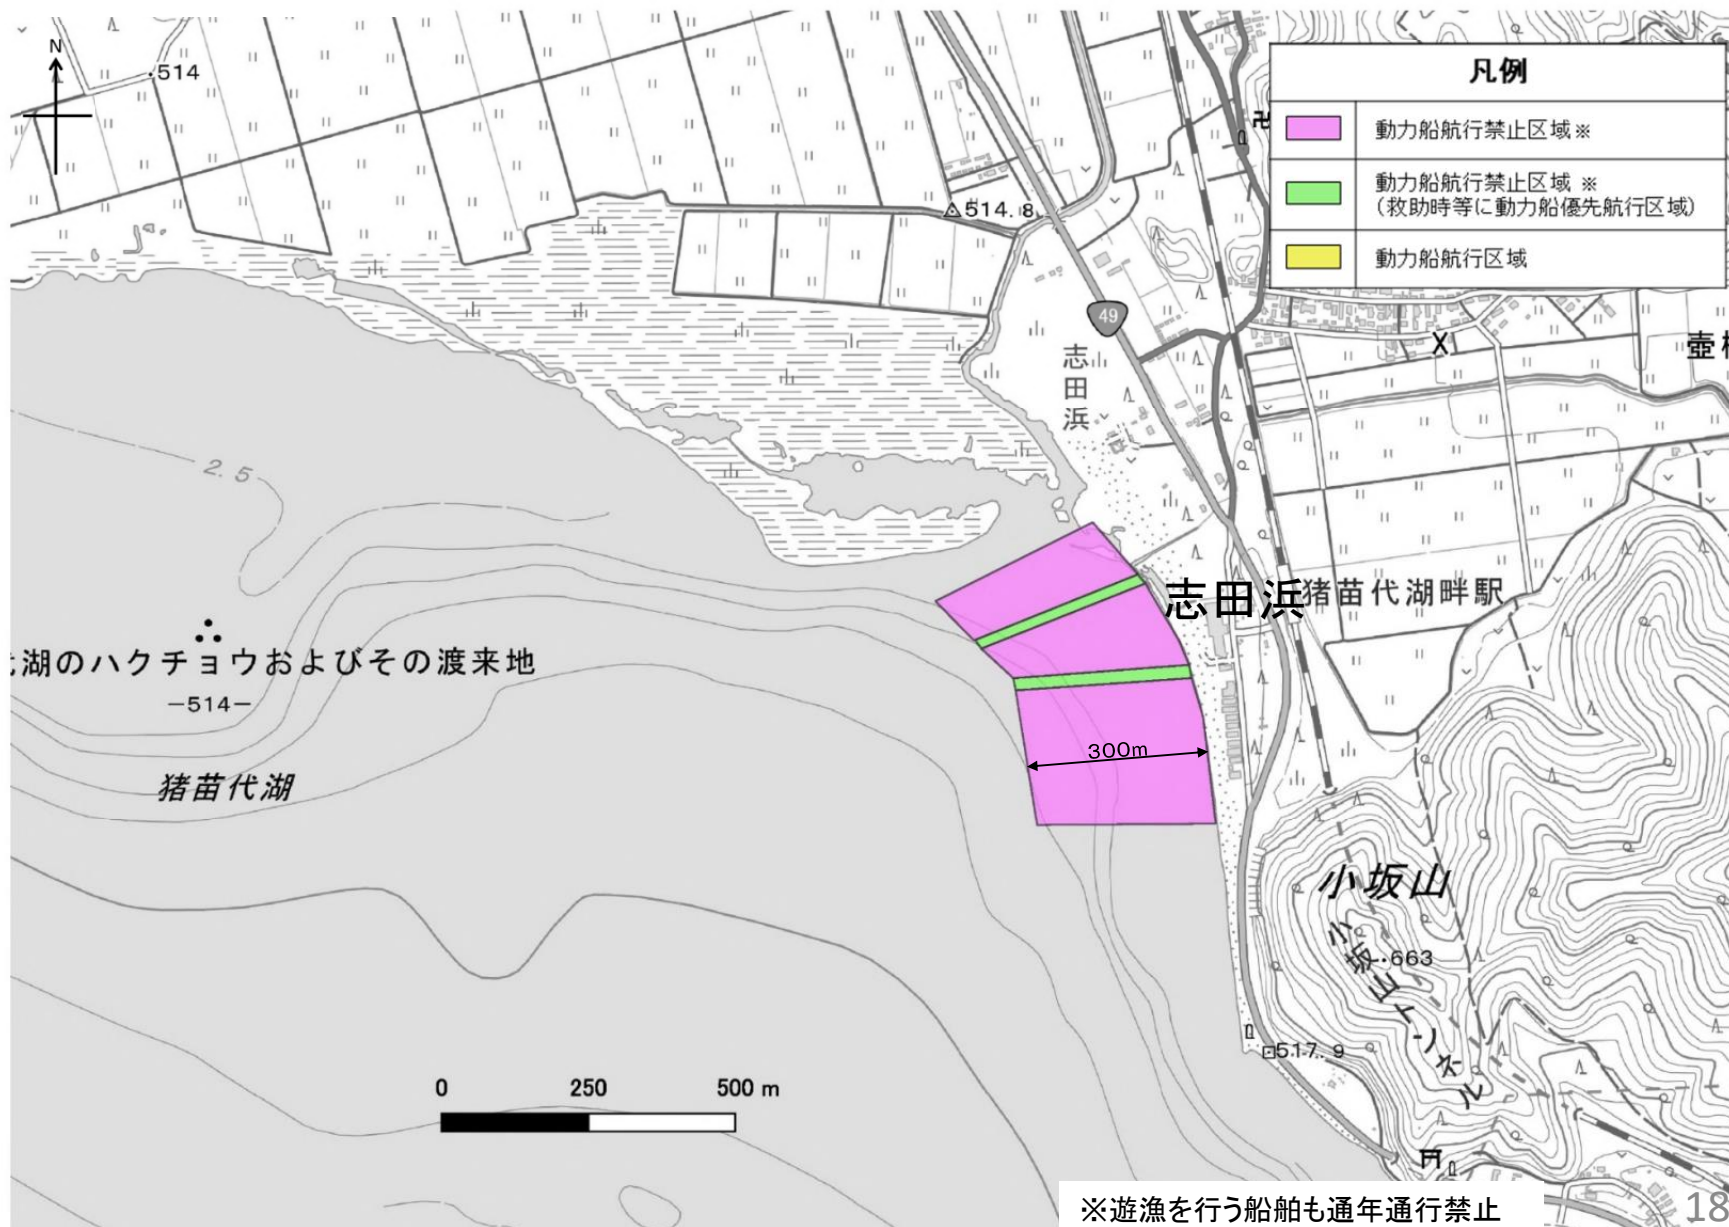 N
514
514.8
凡例
動力船航行禁止区域※
動力船航行禁止区域 ※
(救助時等に動力船優先航行区域)
動力船航行区域
49
志田浜
2.5
志田浜
猪苗代湖畔駅
湖のハクチョウおよびその渡来地
-514-
猪苗代湖
300m
小坂山
663
小坂山トンネル
517.9
0 250 500 m
※遊漁を行う船舶も通年通行禁止
18